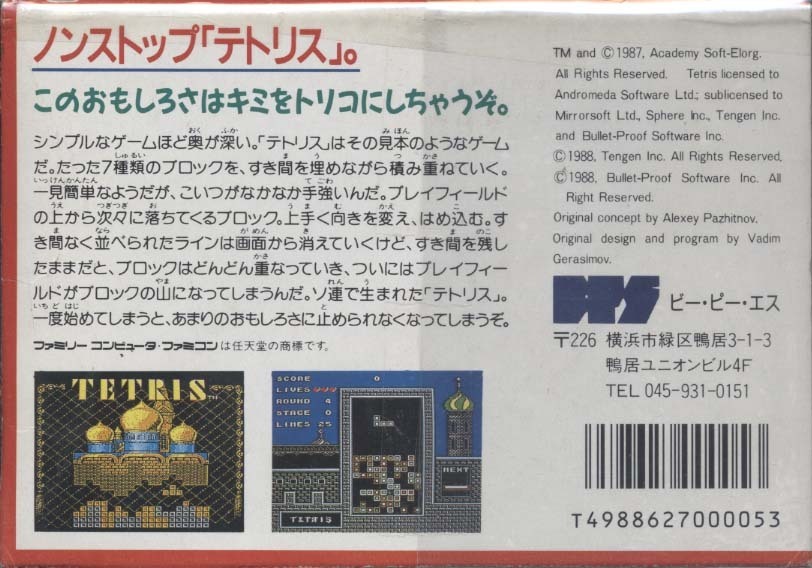 ノンストップ「テトリス」。
このおもしろさはキミをトリコにしちゃうぞ。
シンプルなゲームほど奥が深い。「テトリス」はその見本のようなゲーム
だ。たった7種類のブロックを、すき間を埋めながら積み重ねていく。
一見簡単なようだが、こいつがなかなか手強いんだ。プレイフィールド
の上から次々に落ちてくるブロック。上手く向きを変え、はめ込む。す
き間なく並べられたラインは画面から消えていくけど、すき間を残し
たままだと、ブロックはどんどん重なっていき、ついにはプレイフィー
ルドがブロックの山になってしまうんだ。ソ連で生まれた「テトリス」。
一度始めてしまうと、あまりのおもしろさに止められなくなってしまうぞ。
ファミリーコンピュータ・ファミコンは任天堂の商標です。
TETRIS™
SCORE 0
LIVES
ROUND 4
STAGE 0
LINES 25
NEXT
TETRIS
TM and ©1987, Academy Soft-Elorg.
All Rights Reserved. Tetris licensed to
Andromeda Software Ltd.; sublicensed to
Mirrorsoft Ltd., Sphere Inc., Tengen Inc.
and Bullet-Proof Software Inc.
©1988, Tengen Inc. All Rights Reserved.
©1988, Bullet-Proof Software Inc. All
Right Reserved.
Original concept by Alexey Pazhitnov.
Original design and program by Vadim
Gerasimov.
BPS ビー・ピー・エス
〒226 横浜市緑区鴨居3-1-3
鴨居ユニオンビル4F
TEL 045-931-0151
T4988627000053